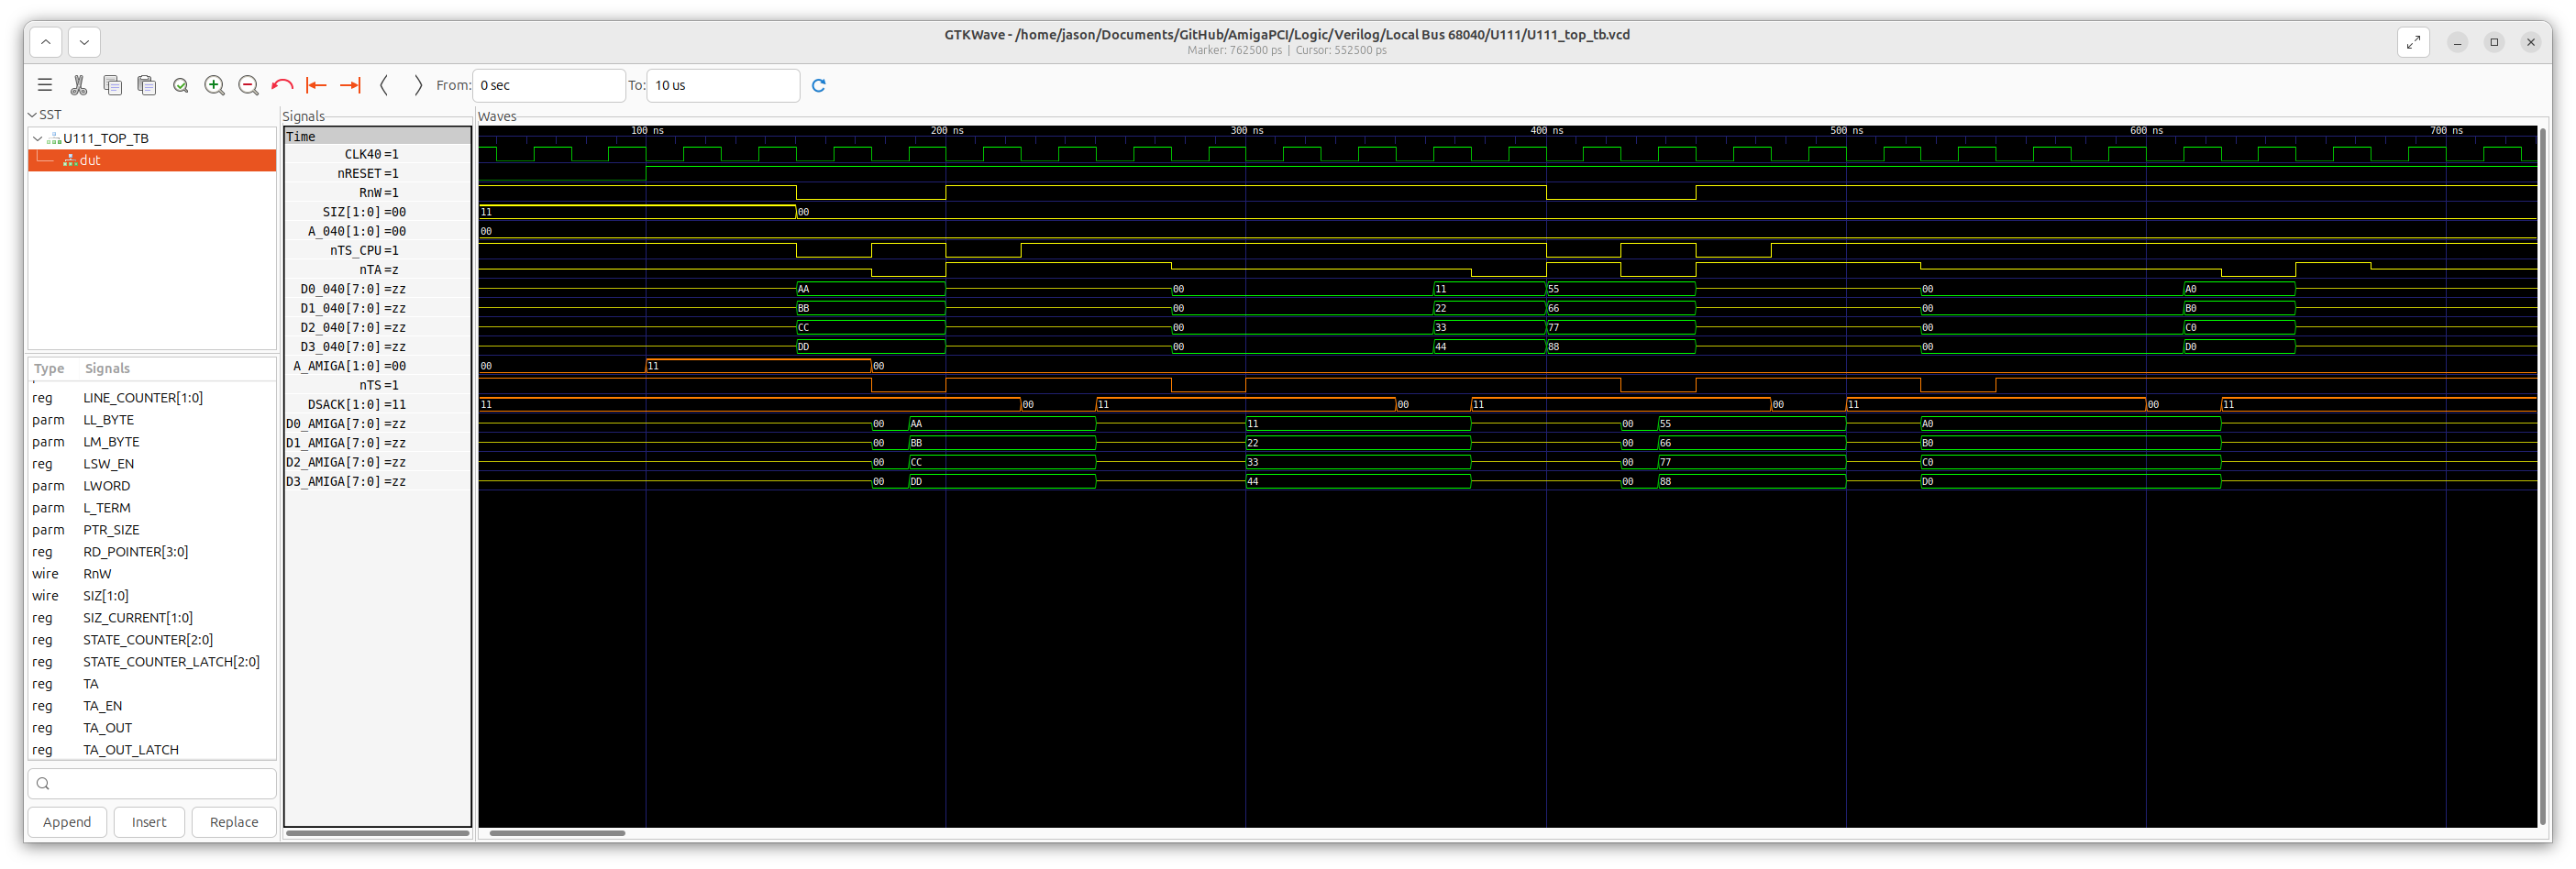 GTKWave - /home/jason/Documents/GitHub/AmigaPCI/Logic/Verilog/Local Bus 68040/U111/U111_top_tb.vcd
Marker: 762500 ps | Cursor: 552500 ps
From: 0 sec To: 10 us
SST
U111_TOP_TB
dut
Type Signals
reg LINE_COUNTER[1:0]
parm LL_BYTE
parm LM_BYTE
reg LSW_EN
parm LWORD
parm L_TERM
parm PTR_SIZE
reg RD_POINTER[3:0]
wire RnW
wire SIZ[1:0]
reg SIZ_CURRENT[1:0]
reg STATE_COUNTER[2:0]
reg STATE_COUNTER_LATCH[2:0]
reg TA
reg TA_EN
reg TA_OUT
reg TA_OUT_LATCH
Append Insert Replace
Signals
Time
CLK40 =1
nRESET =1
RnW =1
SIZ[1:0] =00
A_040[1:0] =00
nTS_CPU =1
nTA =z
D0_040[7:0] =zz
D1_040[7:0] =zz
D2_040[7:0] =zz
D3_040[7:0] =zz
A_AMIGA[1:0] =00
nTS =1
DSACK[1:0] =11
D0_AMIGA[7:0] =zz
D1_AMIGA[7:0] =zz
D2_AMIGA[7:0] =zz
D3_AMIGA[7:0] =zz
Waves
100 ns 200 ns 300 ns 400 ns 500 ns 600 ns 700 ns
11 00
00
AA 00 11 55 00 A0
BB 00 22 66 00 B0
CC 00 33 77 00 C0
DD 00 44 88 00 D0
00 11 00
11 00 11 00 11 00 11 00 11
00 AA 11 00 55 A0
00 BB 22 00 66 B0
00 CC 33 00 77 C0
00 DD 44 00 88 D0